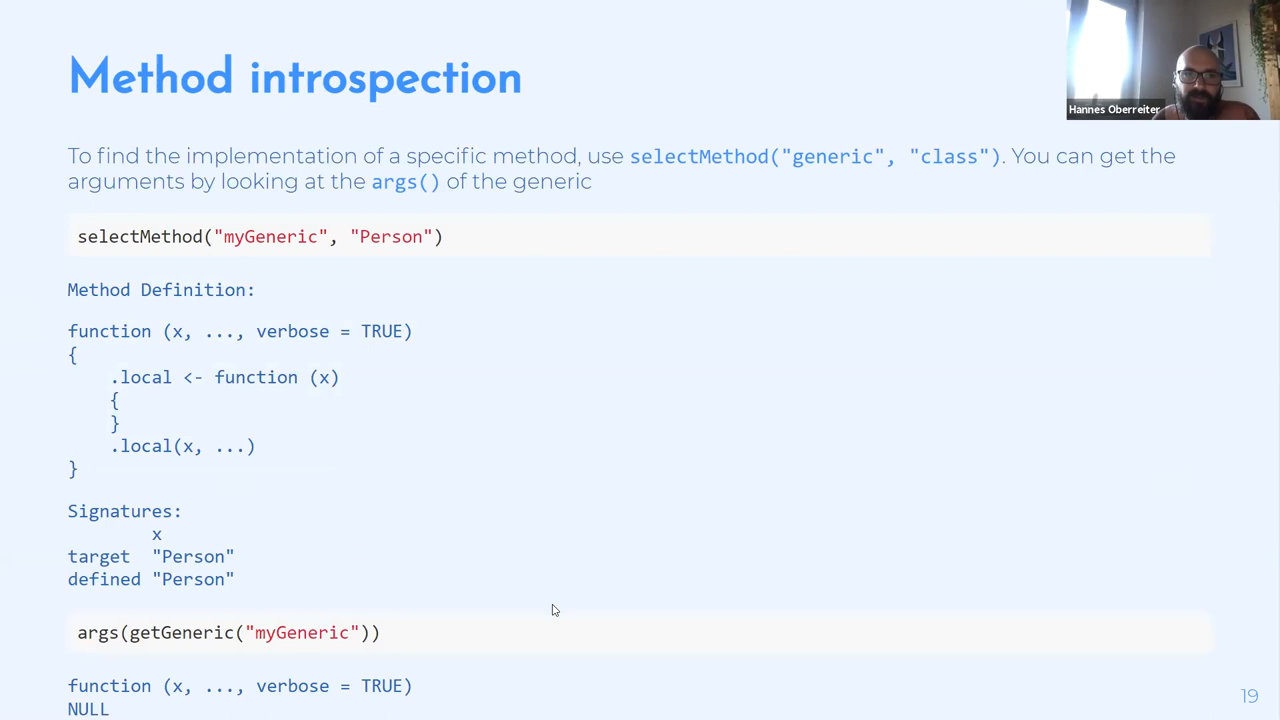 Method introspection
Hannes Oberreiter
To find the implementation of a specific method, use selectMethod("generic", "class"). You can get the
arguments by looking at the args() of the generic
selectMethod("myGeneric", "Person")
Method Definition:
function (x, ..., verbose = TRUE)
{
    .local <- function (x)
    {
    }
    .local(x, ...)
}
Signatures:
        x
target  "Person"
defined "Person"
args(getGeneric("myGeneric"))
function (x, ..., verbose = TRUE)
NULL
19